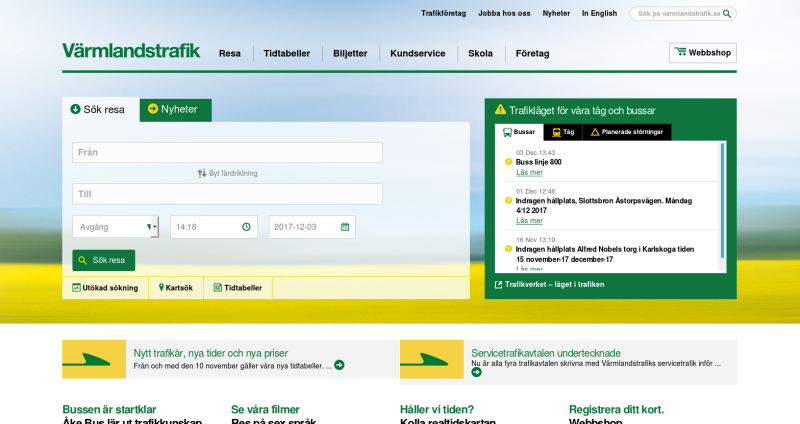 Trafikföretag Jobba hos oss Nyheter In English Sök på varmlandstrafik.se
Värmlandstrafik Resa Tidtabeller Biljetter Kundservice Skola Företag Webbshop
Sök resa Nyheter
Från
Byt färdriktning
Till
Avgång 14:18 2017-12-03
Sök resa
Utökad sökning Kartsök Tidtabeller
Trafikläget för våra tåg och bussar
Bussar Tåg Planerade störningar
03 Dec 13:43
Buss linje 800
Läs mer
01 Dec 12:48
Indragen hållplats, Slottsbron Åstorpsvägen. Måndag
4/12 2017
Läs mer
16 Nov 13:10
Indragen hållplats Alfred Nobels torg i Karlskoga tiden
15 november-17 december-17
Läs mer
Trafikverket – läget i trafiken
Nytt trafikår, nya tider och nya priser
Från och med den 10 november gäller våra nya tidtabeller. ...
Servicetrafikavtalen undertecknade
Nu är alla fyra trafikavtalen skrivna med Värmlandstrafiks servicetrafik inför ...
Bussen är startklar
Åke Bus lär ut trafikkunskap
Se våra filmer
Res på sex språk
Håller vi tiden?
Kolla realtidskartan
Registrera ditt kort.
Webbshop